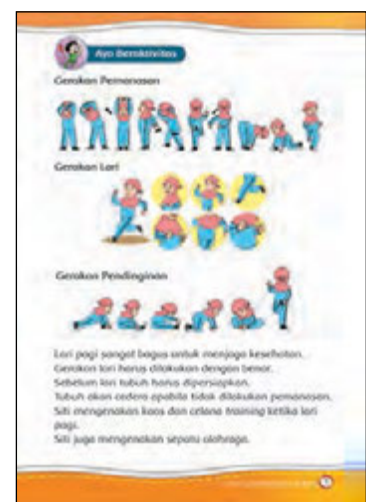 Ayo Beraktivitas
Gerakan Pemanasan
Gerakan Lari
Gerakan Pendinginan
Lari pagi sangat bagus untuk menjaga kesehatan.
Gerakan lari harus dilakukan dengan benar.
Sebelum lari tubuh harus dipersiapkan.
Tubuh akan cedera apabila tidak dilakukan pemanasan.
Siti mengenakan kaos dan celana training ketika lari
pagi.
Siti juga mengenakan sepatu olahraga.